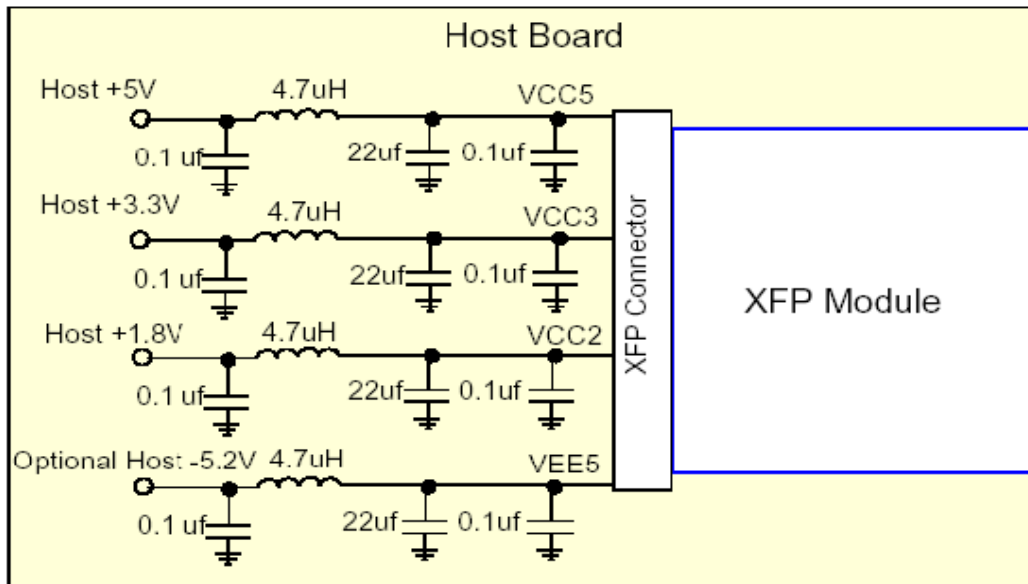 Host Board
Host +5V
4.7uH
VCC5
0.1 uf
22uf
0.1uf
Host +3.3V
4.7uH
VCC3
0.1 uf
22uf
0.1uf
Host +1.8V
4.7uH
VCC2
0.1 uf
22uf
0.1uf
Optional Host -5.2V
4.7uH
VEE5
0.1 uf
22uf
0.1uf
XFP Connector
XFP Module